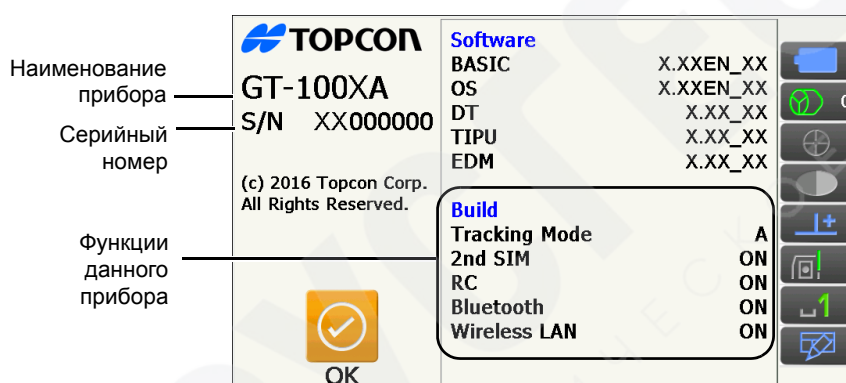 Наименование
прибора
Серийный
номер
Функции
данного
прибора
TOPCON
GT-100XA
S/N XX000000
(c) 2016 Topcon Corp.
All Rights Reserved.
OK
Software
BASIC X.XXEN_XX
OS X.XXEN_XX
DT X.XX_XX
TIPU X.XX_XX
EDM X.XX_XX
Build
Tracking Mode A
2nd SIM ON
RC ON
Bluetooth ON
Wireless LAN ON